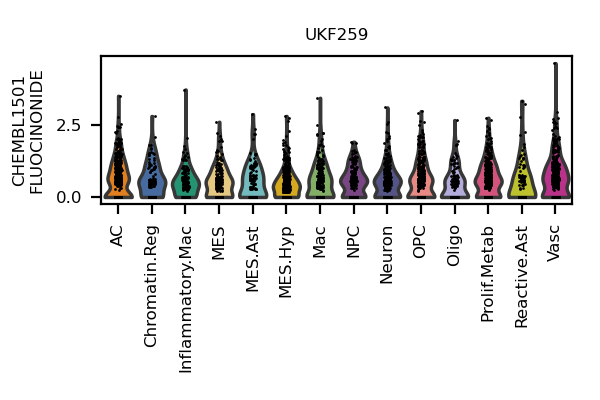 UKF259
CHEMBL1501
FLUOCINONIDE
2.5
0.0
AC
Chromatin.Reg
Inflammatory.Mac
MES
MES.Ast
MES.Hyp
Mac
NPC
Neuron
OPC
Oligo
Prolif.Metab
Reactive.Ast
Vasc